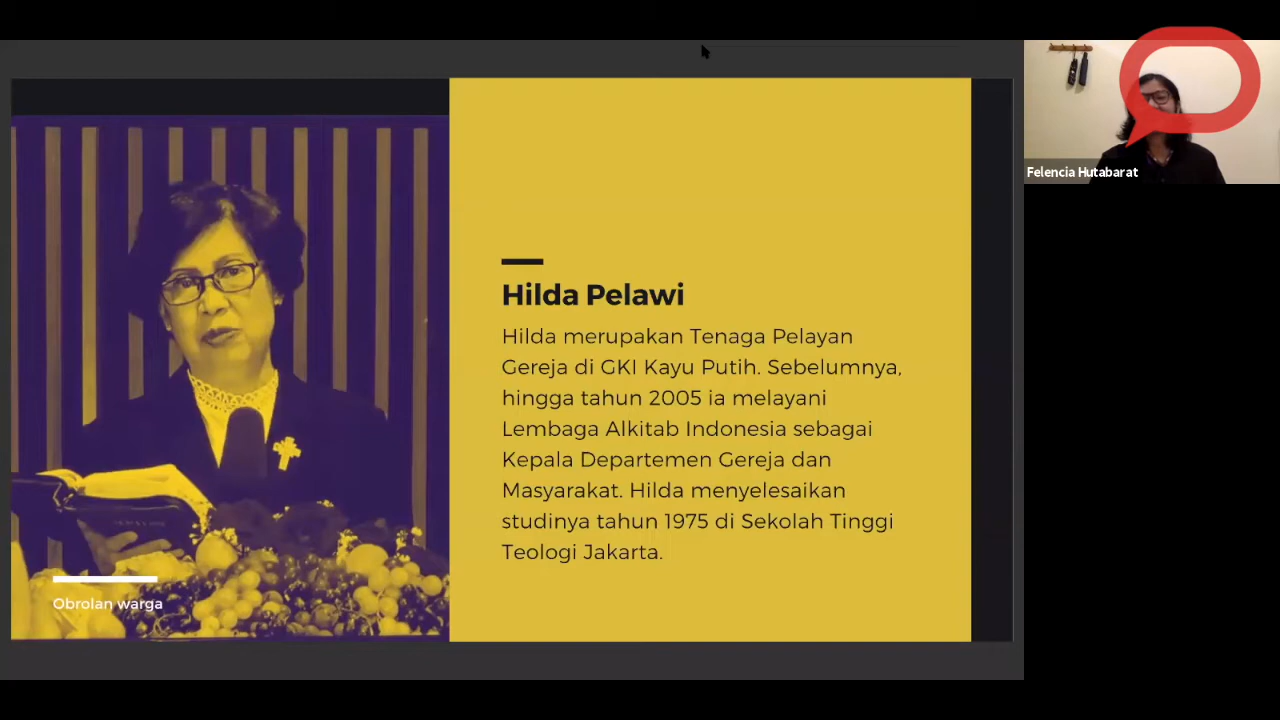 Hilda Pelawi
Hilda merupakan Tenaga Pelayan
Gereja di GKI Kayu Putih. Sebelumnya,
hingga tahun 2005 ia melayani
Lembaga Alkitab Indonesia sebagai
Kepala Departemen Gereja dan
Masyarakat. Hilda menyelesaikan
studinya tahun 1975 di Sekolah Tinggi
Teologi Jakarta.
Obrolan warga
Felencia Hutabarat